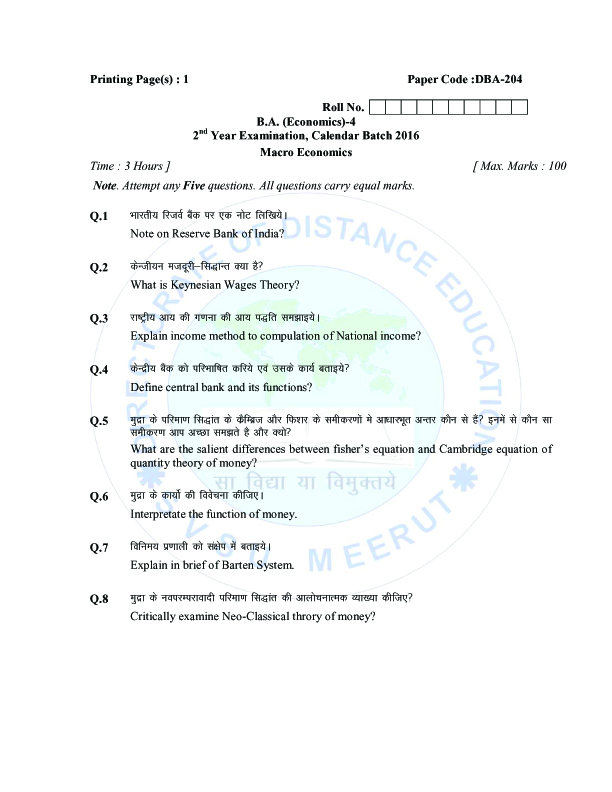 Printing Page(s) : 1 Paper Code :DBA-204
Roll No.
B.A. (Economics)-4
2nd Year Examination, Calendar Batch 2016
Macro Economics
Time : 3 Hours ] [ Max. Marks : 100
Note. Attempt any Five questions. All questions carry equal marks.
Q.1 भारतीय रिजर्व बैंक पर एक नोट लिखिये।
Note on Reserve Bank of India?
Q.2 केन्जीयन मजदूरी–सिद्धान्त क्या है?
What is Keynesian Wages Theory?
Q.3 राष्ट्रीय आय की गणना की आय पद्धति समझाइये।
Explain income method to compulation of National income?
Q.4 केन्द्रीय बैंक को परिभाषित करिये एवं उसके कार्य बताइये?
Define central bank and its functions?
Q.5 मुद्रा के परिमाण सिद्धांत के कैम्ब्रिज और फिशर के समीकरणों मे आधारभूत अन्तर कौन से हैं? इनमें से कौन सा
समीकरण आप अच्छा समझते है और क्यो?
What are the salient differences between fisher's equation and Cambridge equation of
quantity theory of money?
Q.6 मुद्रा के कार्यो की विवेचना कीजिए।
Interpretate the function of money.
Q.7 विनिमय प्रणाली को संक्षेप में बताइये।
Explain in brief of Barten System.
Q.8 मुद्रा के नवपरम्परावादी परिमाण सिद्धांत की आलोचनात्मक व्याख्या कीजिए?
Critically examine Neo-Classical throry of money?
DIRECTORATE OF DISTANCE EDUCATION
सा विद्या या विमुक्तये
S V S U MEERUT